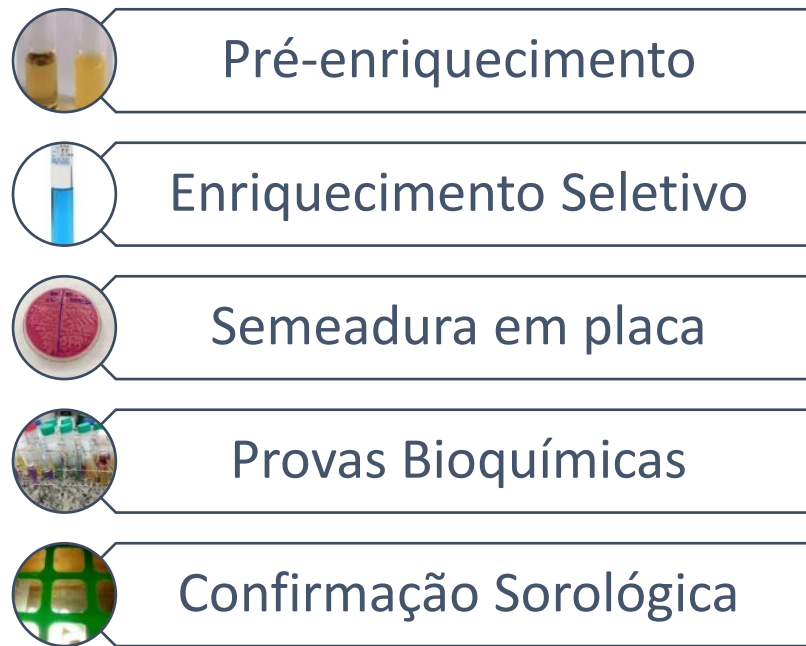 Pré-enriquecimento
Enriquecimento Seletivo
Semeadura em placa
Provas Bioquímicas
Confirmação Sorológica